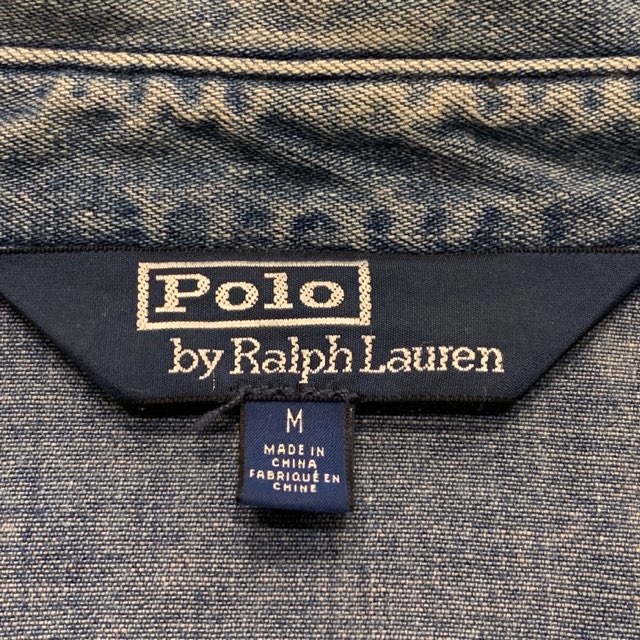 Polo
by Ralph Lauren
M
MADE IN
CHINA
FABRIQUÉ EN
CHINE